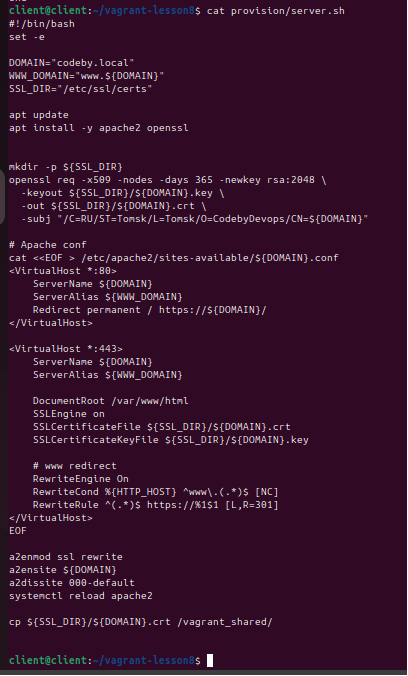 client@client:~/vagrant-lesson8$ cat provision/server.sh
#!/bin/bash
set -e

DOMAIN="codeby.local"
WWW_DOMAIN="www.${DOMAIN}"
SSL_DIR="/etc/ssl/certs"

apt update
apt install -y apache2 openssl


mkdir -p ${SSL_DIR}
openssl req -x509 -nodes -days 365 -newkey rsa:2048 \
  -keyout ${SSL_DIR}/${DOMAIN}.key \
  -out ${SSL_DIR}/${DOMAIN}.crt \
  -subj "/C=RU/ST=Tomsk/L=Tomsk/O=CodebyDevops/CN=${DOMAIN}"

# Apache conf
cat <<EOF > /etc/apache2/sites-available/${DOMAIN}.conf
<VirtualHost *:80>
    ServerName ${DOMAIN}
    ServerAlias ${WWW_DOMAIN}
    Redirect permanent / https://${DOMAIN}/
</VirtualHost>

<VirtualHost *:443>
    ServerName ${DOMAIN}
    ServerAlias ${WWW_DOMAIN}

    DocumentRoot /var/www/html
    SSLEngine on
    SSLCertificateFile ${SSL_DIR}/${DOMAIN}.crt
    SSLCertificateKeyFile ${SSL_DIR}/${DOMAIN}.key

    # www redirect
    RewriteEngine On
    RewriteCond %{HTTP_HOST} ^www\.(.*)$ [NC]
    RewriteRule ^(.*)$ https://%1$1 [L,R=301]
</VirtualHost>
EOF

a2enmod ssl rewrite
a2ensite ${DOMAIN}
a2dissite 000-default
systemctl reload apache2

cp ${SSL_DIR}/${DOMAIN}.crt /vagrant_shared/


client@client:~/vagrant-lesson8$